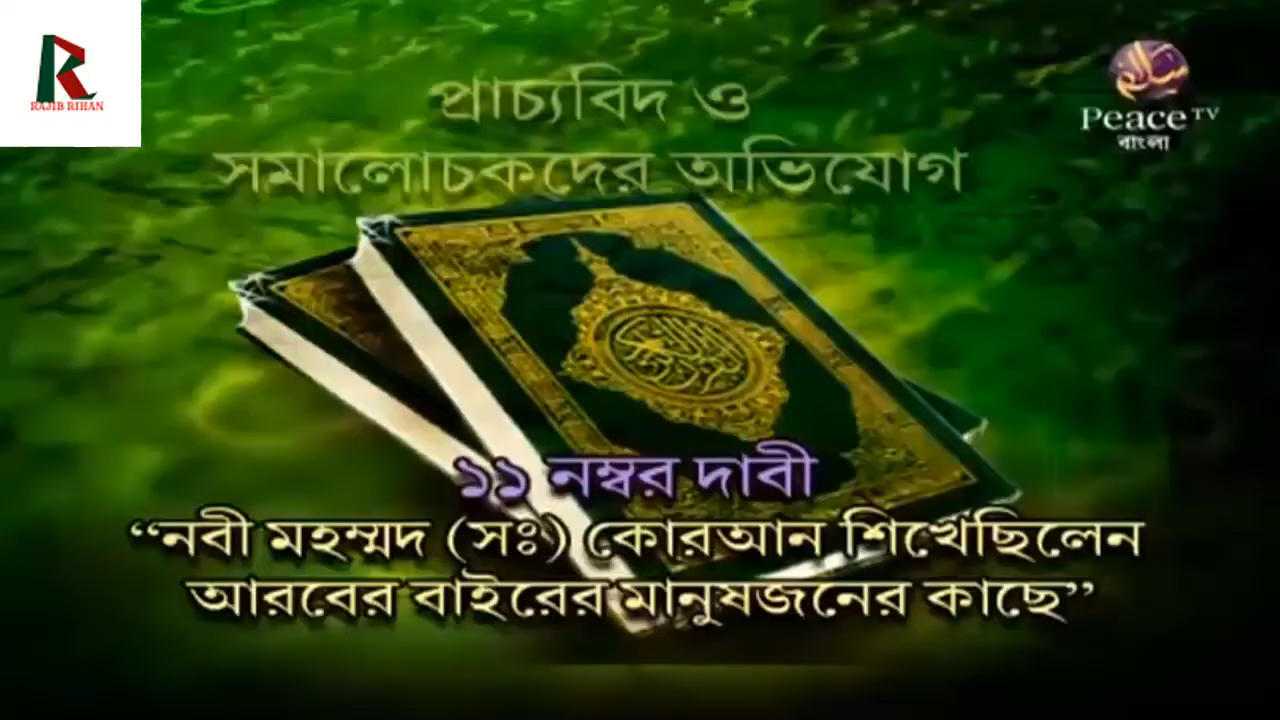 R
RAJIB RIHAN
প্রাচ্যবিদ ও
সমালোচকদের অভিযোগ
Peace TV
বাংলা
১১ নম্বর দাবী
“নবী মহম্মদ (সঃ) কোরআন শিখেছিলেন
আরবের বাইরের মানুষজনের কাছে”